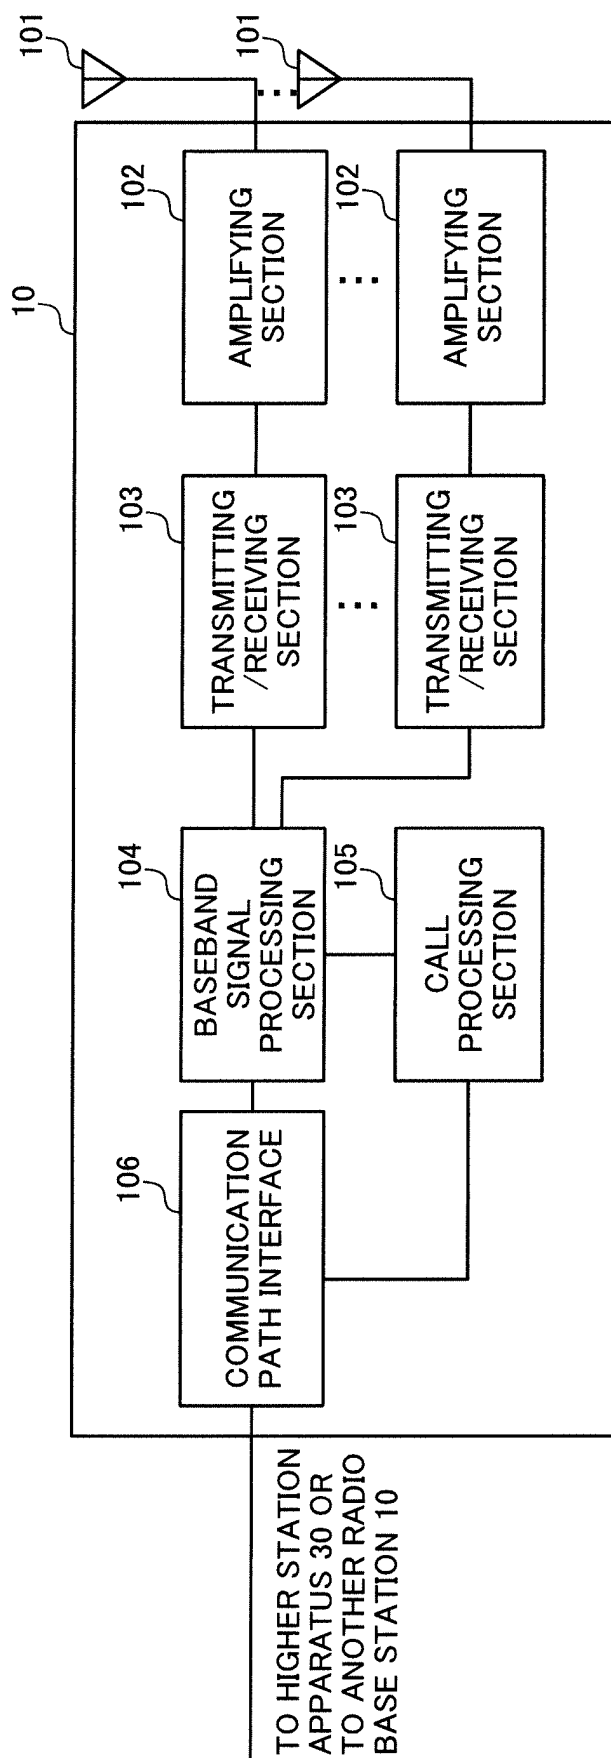 10
101
101
102
AMPLIFYING
SECTION
102
AMPLIFYING
SECTION
103
TRANSMITTING
/RECEIVING
SECTION
103
TRANSMITTING
/RECEIVING
SECTION
104
BASEBAND
SIGNAL
PROCESSING
SECTION
105
CALL
PROCESSING
SECTION
106
COMMUNICATION
PATH INTERFACE
TO HIGHER STATION
APPARATUS 30 OR
TO ANOTHER RADIO
BASE STATION 10